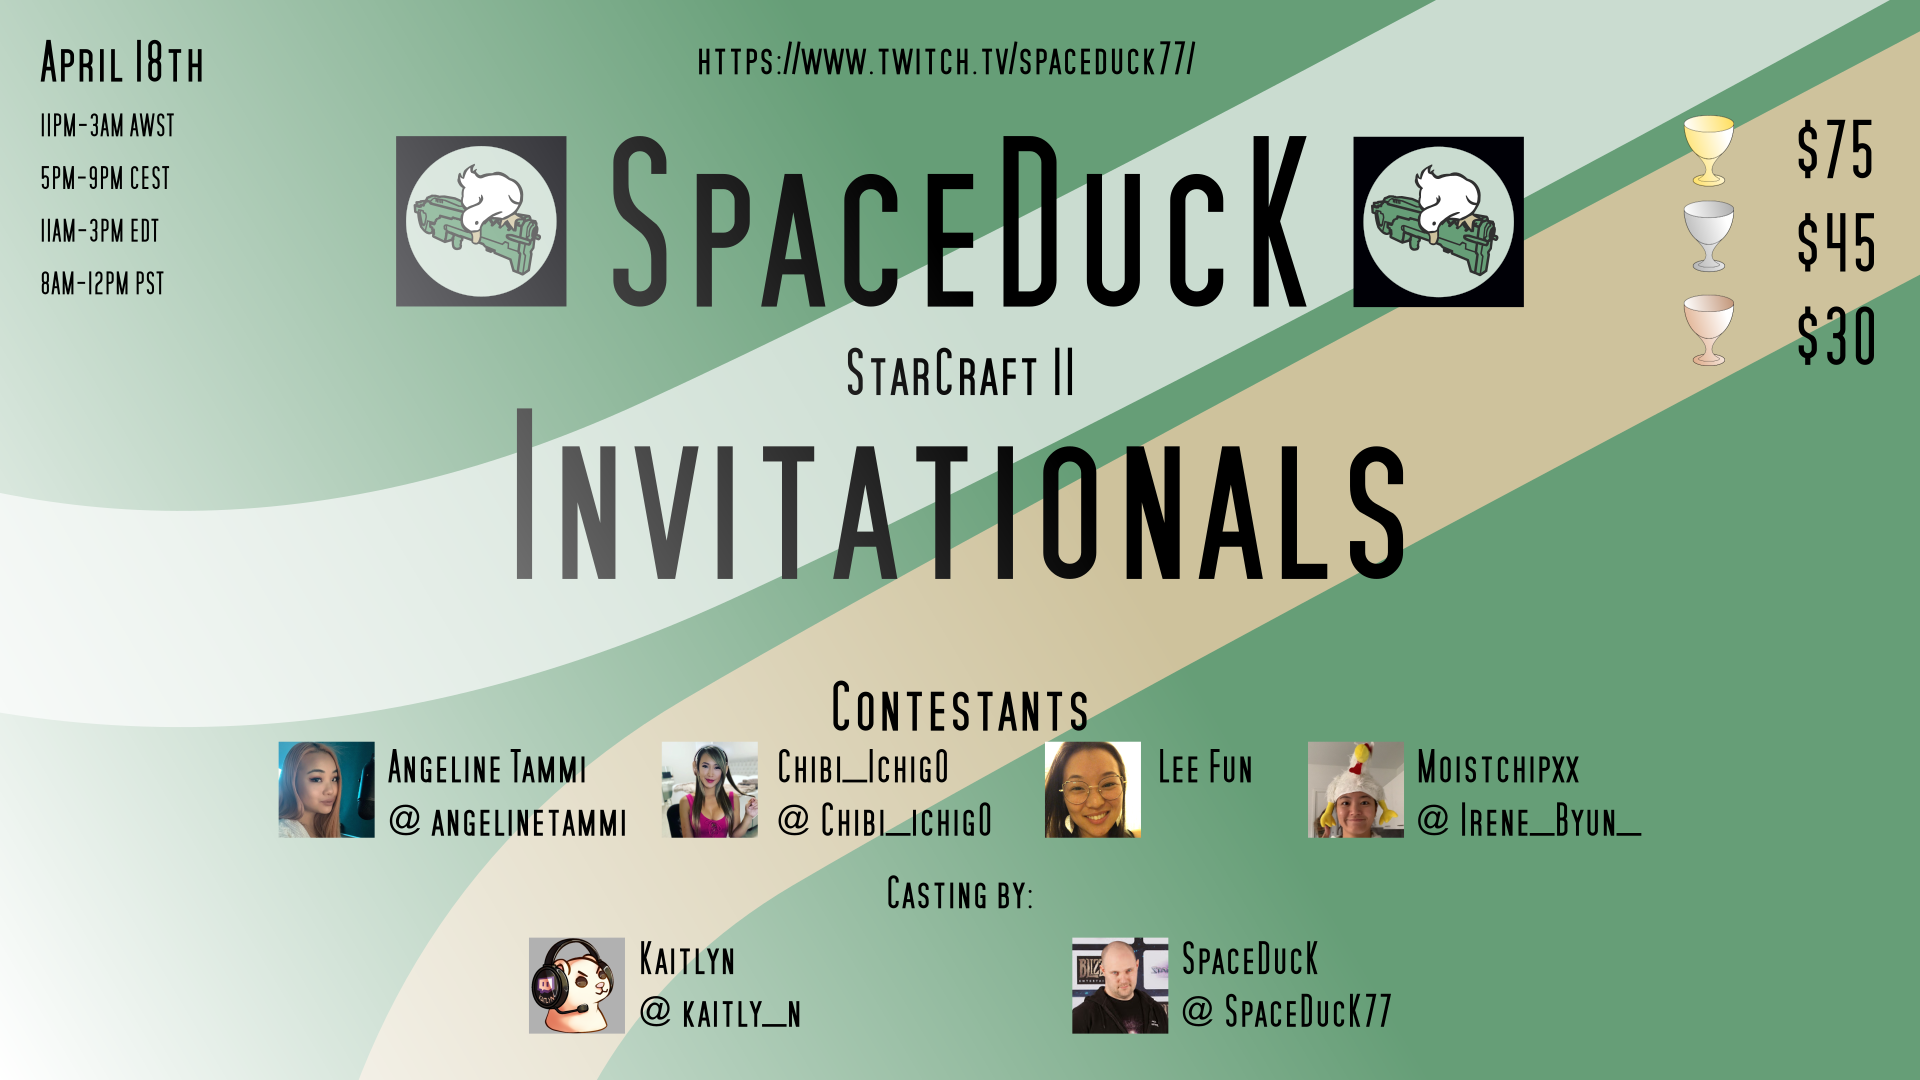 April 18th
11pm-3am AWST
5pm-9pm CEST
11am-3pm EDT
8am-12pm PST
https://www.twitch.tv/spaceduck77/
$75
$45
$30
SpaceDucK
StarCraft II
Invitationals
Contestants
Angeline Tammi
@ angelinetammi
Chibi_Ichig0
@ Chibi_ichig0
Lee Fun
Moistchipxx
@ Irene_Byun_
Casting by:
Kaitlyn
@ kaitly_n
SpaceDucK
@ SpaceDucK77